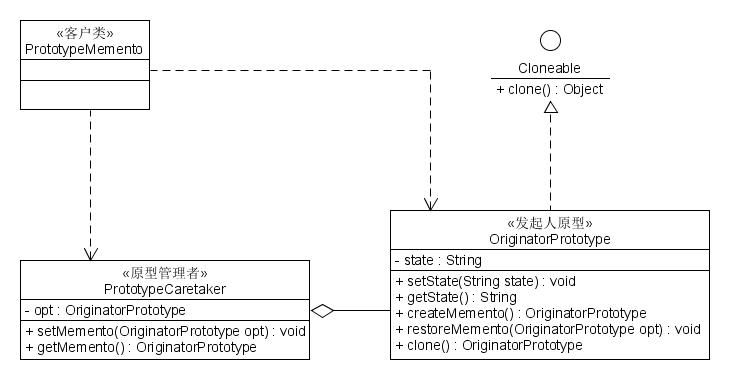 «客户类»
PrototypeMemento
Cloneable
+ clone() : Object
«发起人原型»
OriginatorPrototype
- state : String
+ setState(String state) : void
+ getState() : String
+ createMemento() : OriginatorPrototype
+ restoreMemento(OriginatorPrototype opt) : void
+ clone() : OriginatorPrototype
«原型管理者»
PrototypeCaretaker
- opt : OriginatorPrototype
+ setMemento(OriginatorPrototype opt) : void
+ getMemento() : OriginatorPrototype